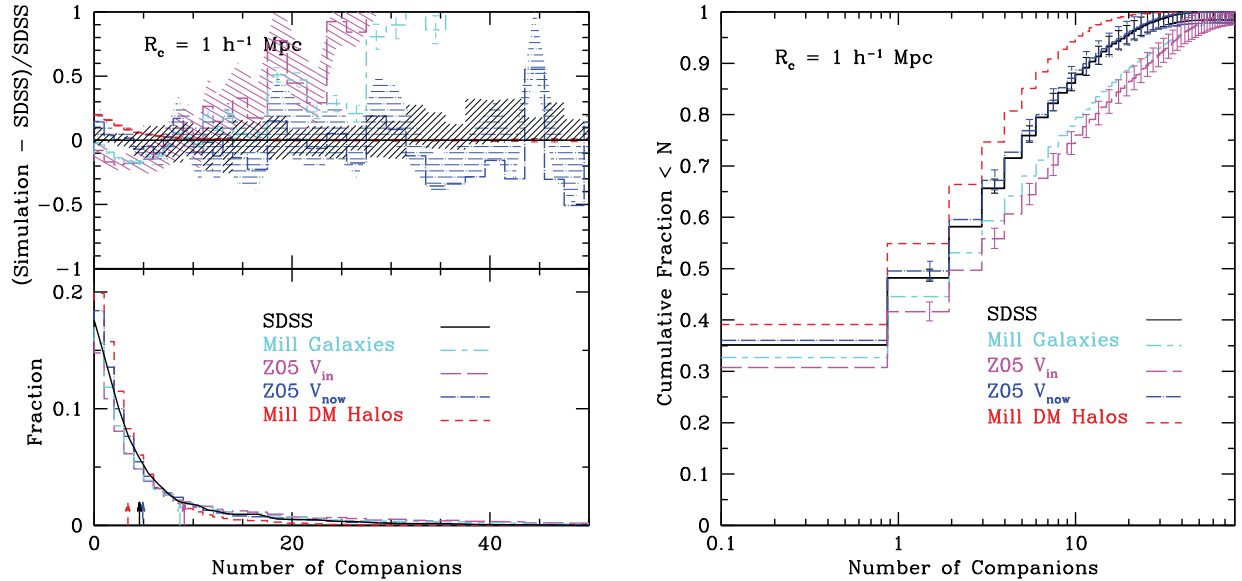 (Simulation − SDSS)/SDSS
1
0.5
0
−0.5
−1
R_c = 1 h⁻¹ Mpc
Fraction
0.2
0.1
0
SDSS
Mill Galaxies
Z05 V_in
Z05 V_now
Mill DM Halos
0 20 40
Number of Companions
Cumulative Fraction < N
1
0.9
0.8
0.7
0.6
0.5
0.4
0.3
0.2
0.1
0
R_c = 1 h⁻¹ Mpc
SDSS
Mill Galaxies
Z05 V_in
Z05 V_now
Mill DM Halos
0.1 1 10
Number of Companions